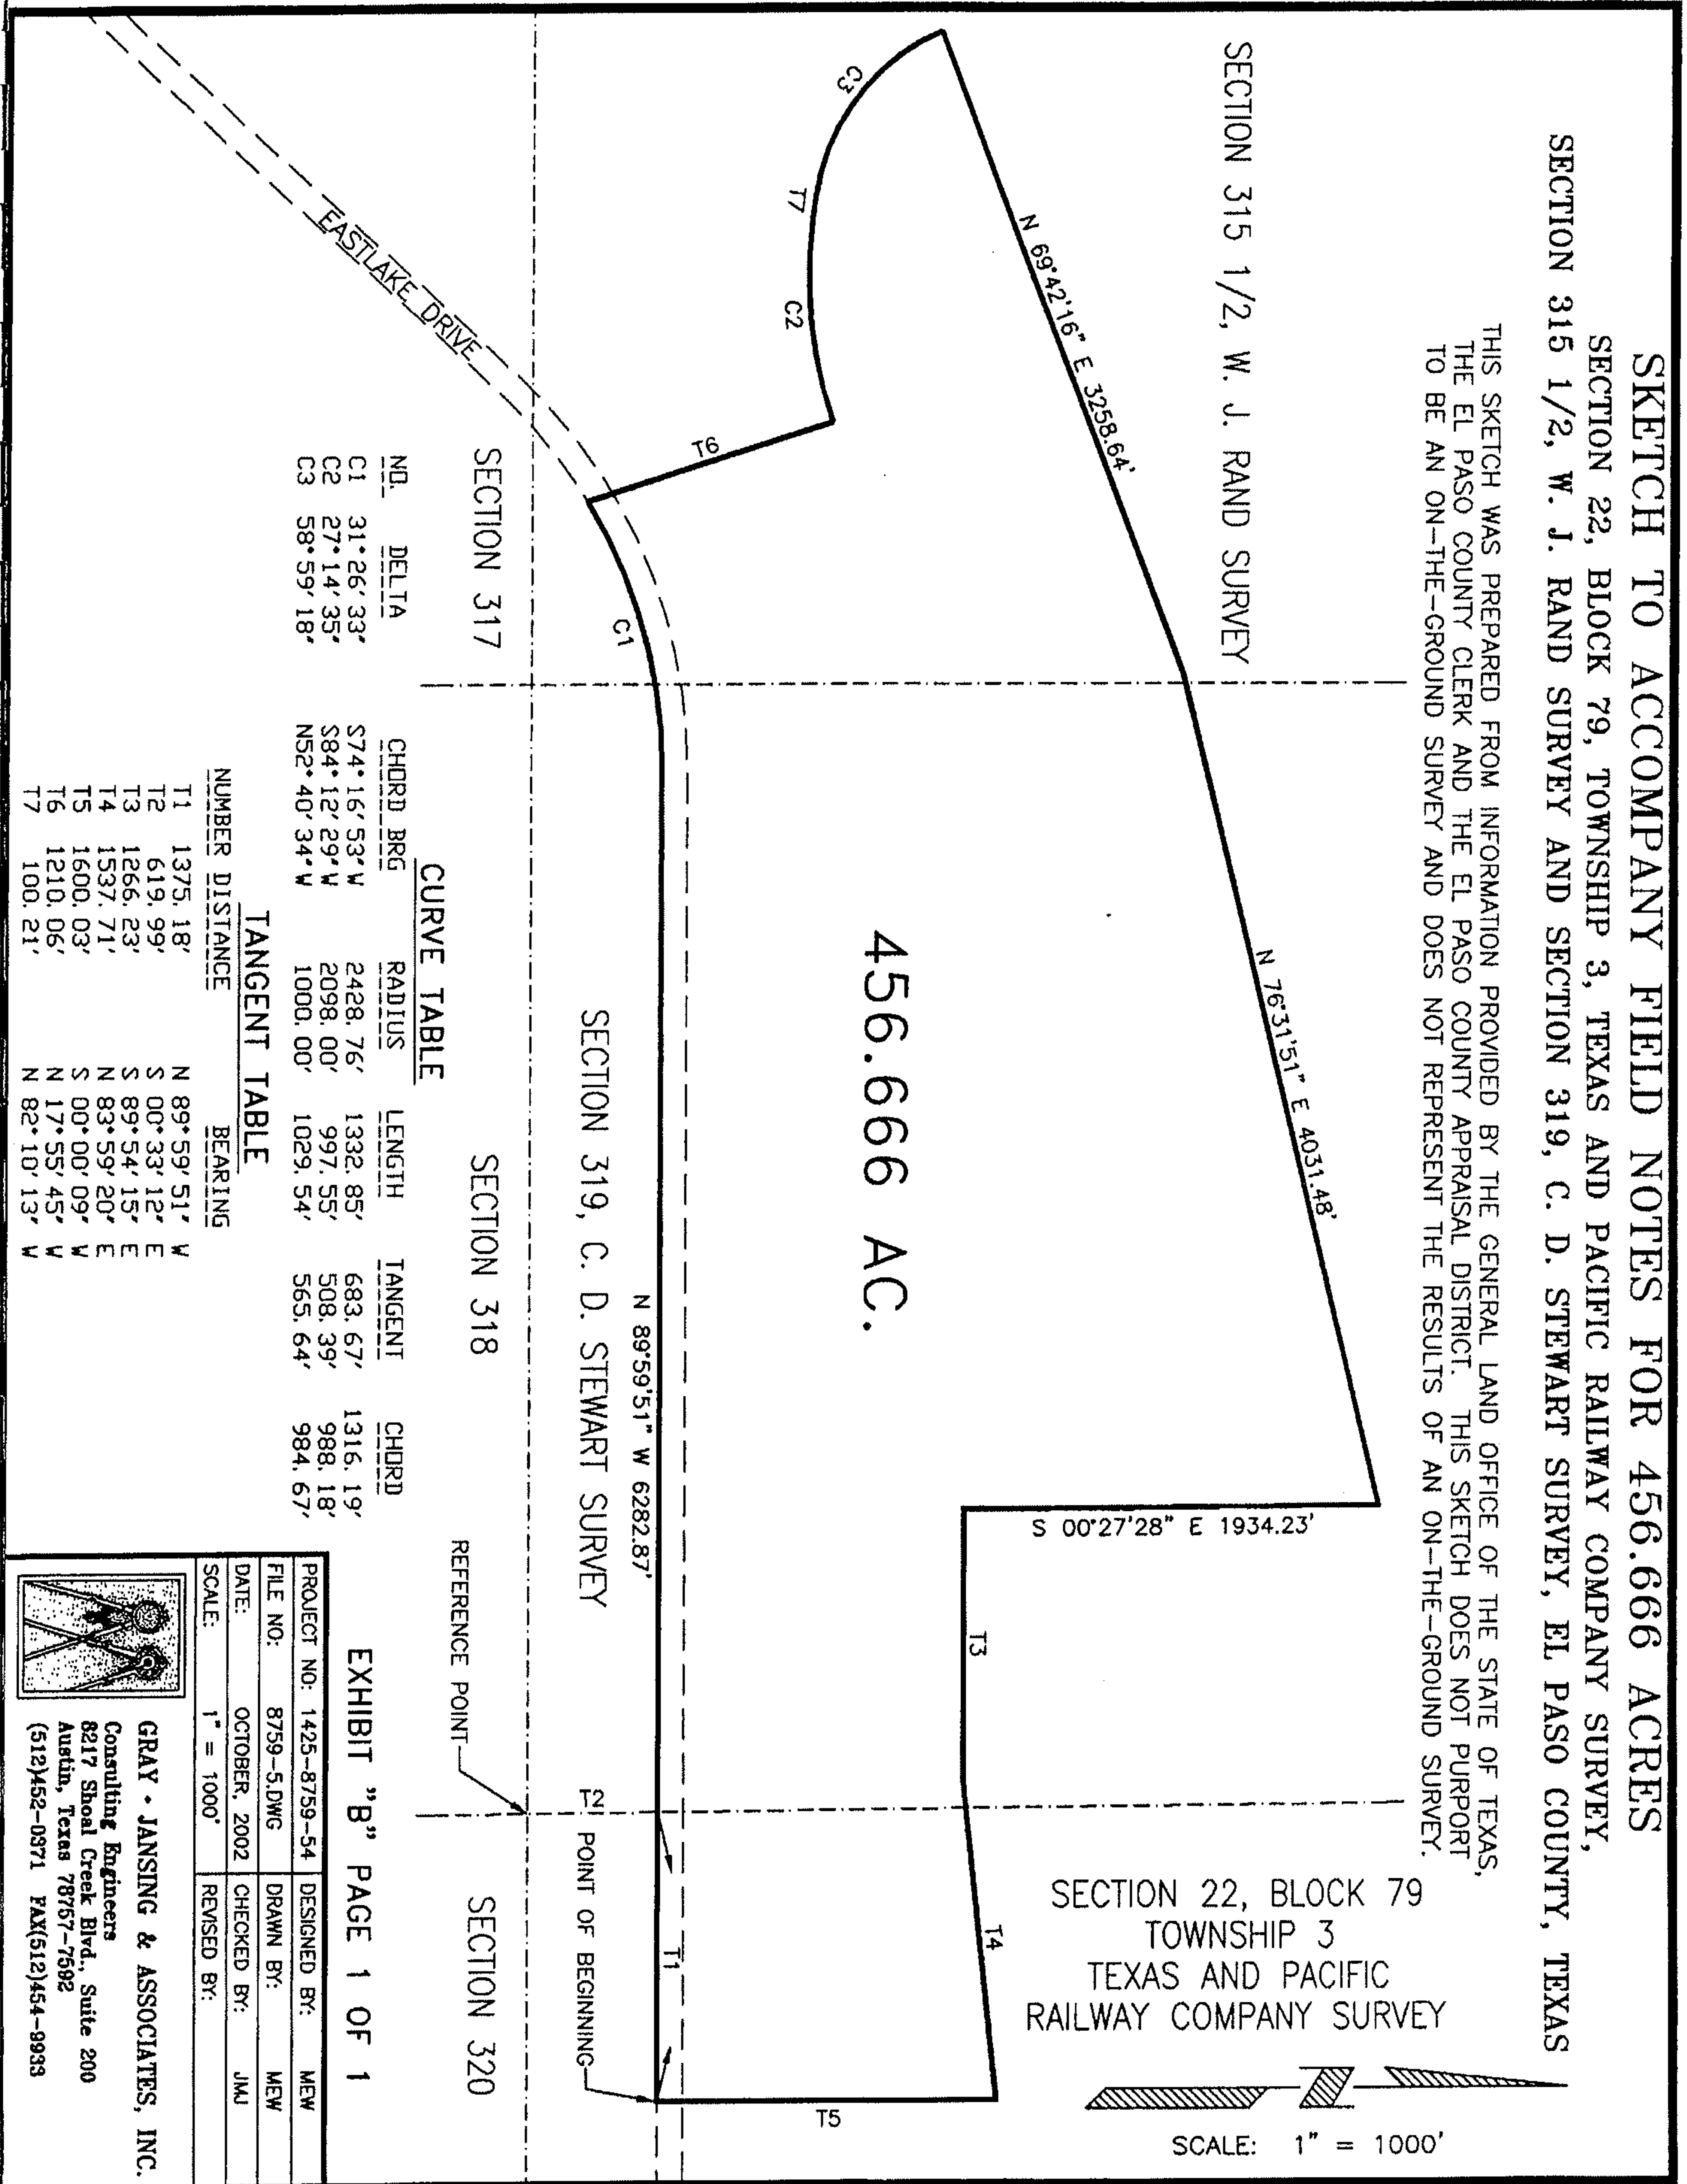 SKETCH TO ACCOMPANY FIELD NOTES FOR 456.666 ACRES
SECTION 22, BLOCK 79, TOWNSHIP 3, TEXAS AND PACIFIC RAILWAY COMPANY SURVEY,
SECTION 315 1/2, W. J. RAND SURVEY AND SECTION 319, C. D. STEWART SURVEY, EL PASO COUNTY, TEXAS
THIS SKETCH WAS PREPARED FROM INFORMATION PROVIDED BY THE GENERAL LAND OFFICE OF THE STATE OF TEXAS,
THE EL PASO COUNTY CLERK AND THE EL PASO COUNTY APPRAISAL DISTRICT. THIS SKETCH DOES NOT PURPORT
TO BE AN ON-THE-GROUND SURVEY AND DOES NOT REPRESENT THE RESULTS OF AN ON-THE-GROUND SURVEY.
SECTION 315 1/2, W. J. RAND SURVEY
N 69°42'16" E 3258.64'
N 76°31'51" E 4031.48'
S 00°27'28" E 1934.23'
SECTION 22, BLOCK 79
TOWNSHIP 3
TEXAS AND PACIFIC
RAILWAY COMPANY SURVEY
SCALE: 1" = 1000'
C3
T7
C2
T6
C1
T3
T4
T5
456.666 AC.
T1
N 89°59'51" W 6282.87'
T2
SECTION 319, C. D. STEWART SURVEY
POINT OF BEGINNING
EASTLAKE DRIVE
SECTION 317
SECTION 318
REFERENCE POINT
SECTION 320
CURVE TABLE
NO. DELTA CHORD BRG RADIUS LENGTH TANGENT CHORD
C1 31°26'33" S74°16'53"W 2428.76' 1332.85' 683.67' 1316.19'
C2 27°14'35" S84°12'29"W 2098.00' 997.55' 508.39' 988.18'
C3 58°59'18" N52°40'34"W 1000.00' 1029.54' 565.64' 984.67'
TANGENT TABLE
NUMBER DISTANCE BEARING
T1 1375.18' N 89°59'51" W
T2 619.99' S 00°33'12" E
T3 1266.23' S 89°54'15" E
T4 1537.71' N 83°59'20" E
T5 1600.03' S 00°00'09" W
T6 1210.06' N 17°55'45" W
T7 100.21' N 82°10'13" W
EXHIBIT "B" PAGE 1 OF 1
PROJECT NO: 1425-8759-54 DESIGNED BY: MEW
FILE NO: 8759-5.DWG DRAWN BY: MEW
DATE: OCTOBER, 2002 CHECKED BY: JMJ
SCALE: 1" = 1000' REVISED BY:
GRAY • JANSING & ASSOCIATES, INC.
Consulting Engineers
8217 Shoal Creek Blvd., Suite 200
Austin, Texas 78757-7592
(512)452-0371 FAX(512)454-9933